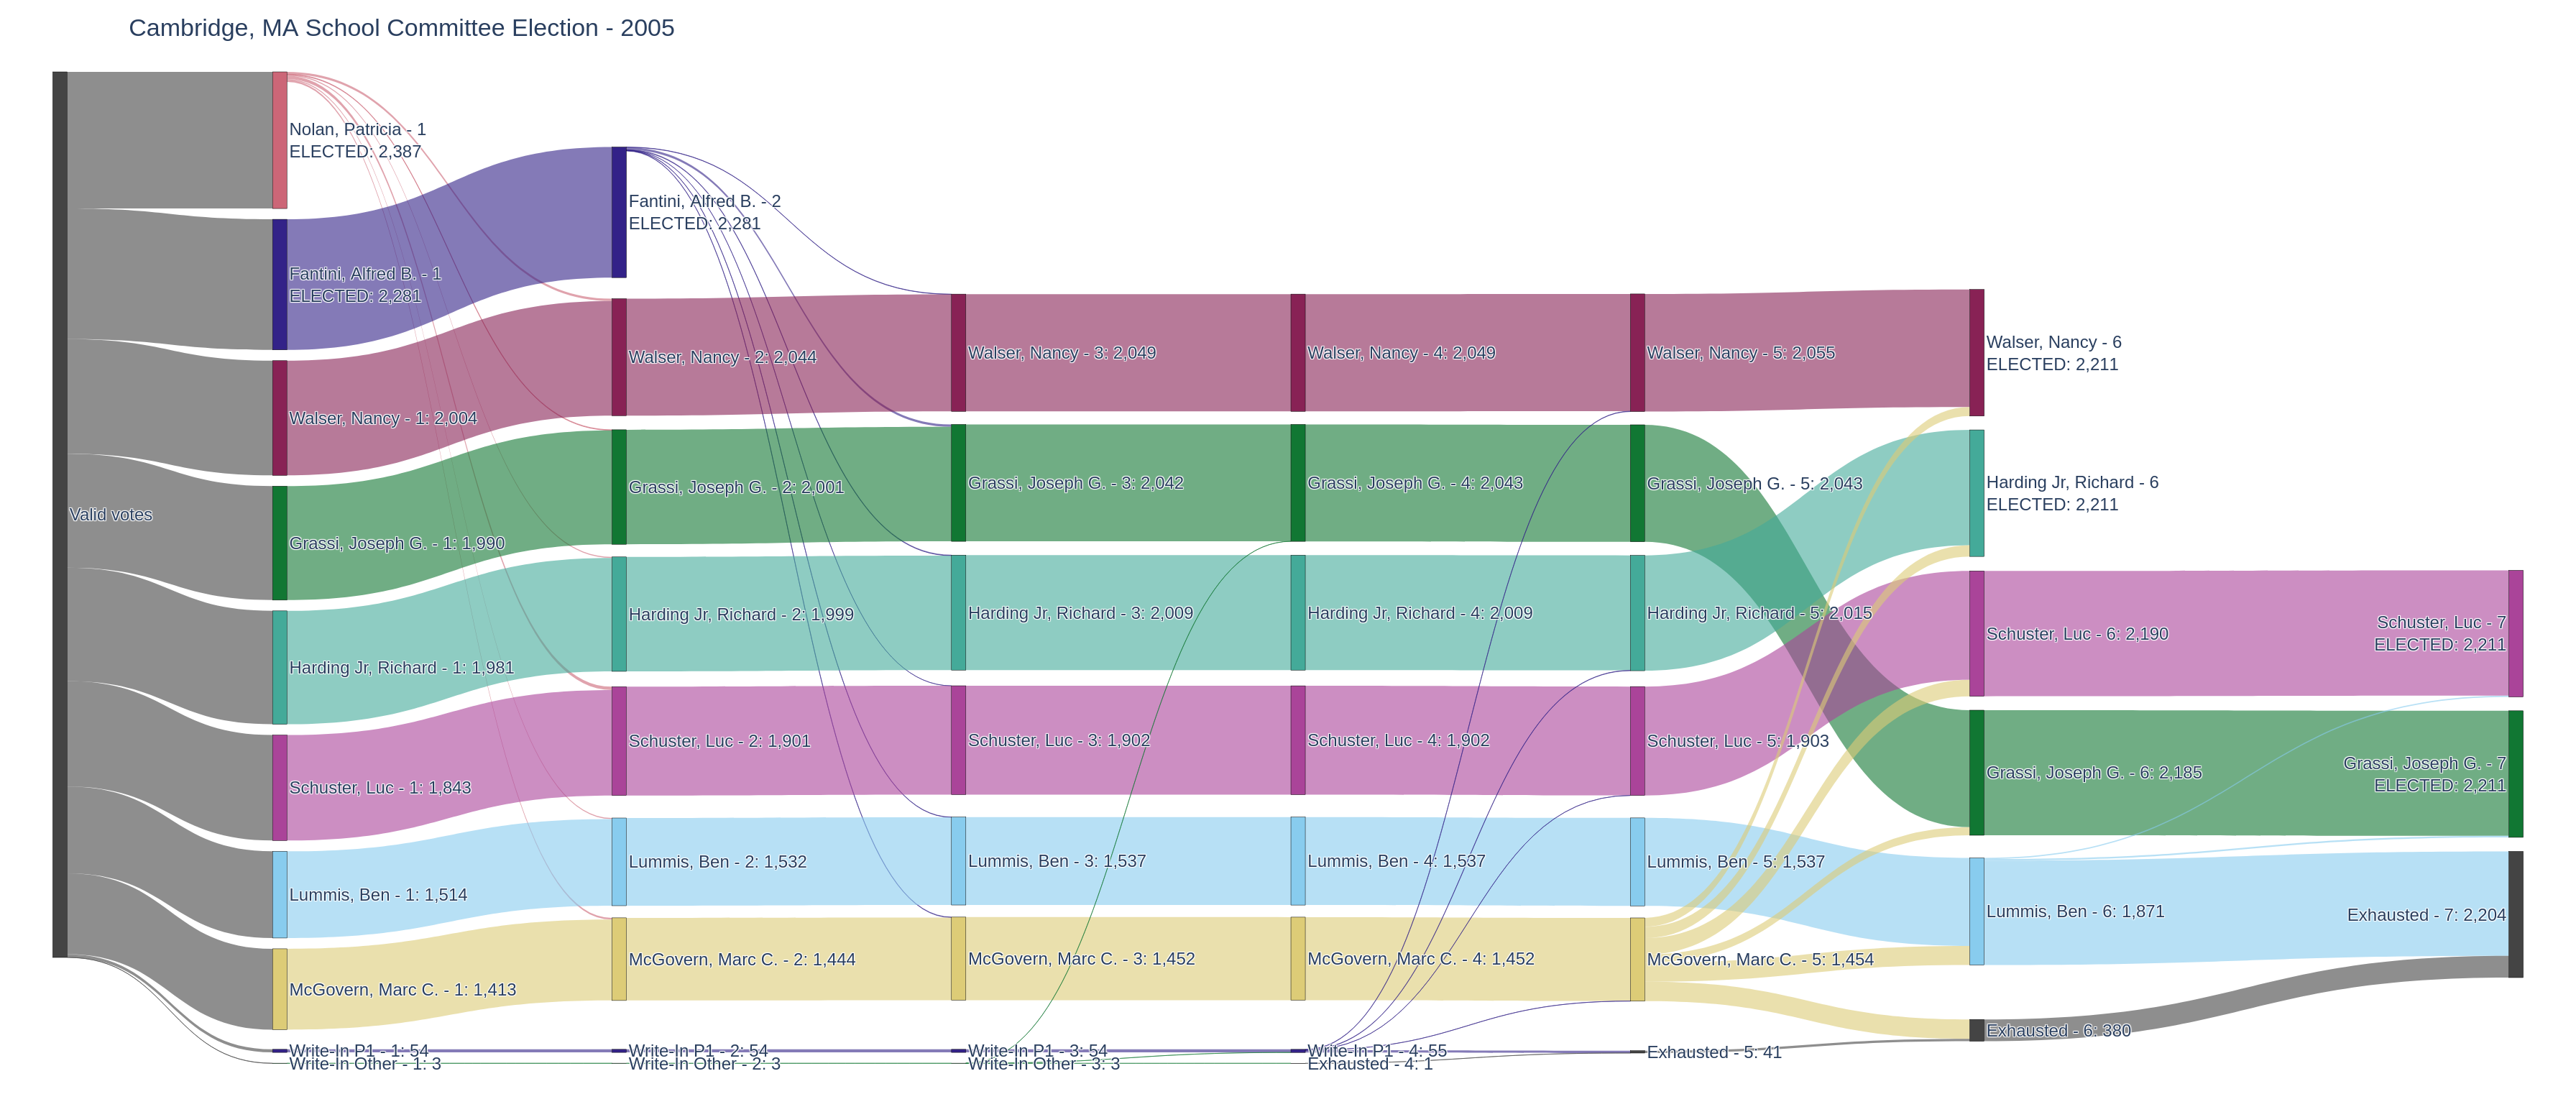 Cambridge, MA School Committee Election - 2005
Valid votes
Nolan, Patricia - 1
ELECTED: 2,387
Fantini, Alfred B. - 1
ELECTED: 2,281
Walser, Nancy - 1: 2,004
Grassi, Joseph G. - 1: 1,990
Harding Jr, Richard - 1: 1,981
Schuster, Luc - 1: 1,843
Lummis, Ben - 1: 1,514
McGovern, Marc C. - 1: 1,413
Write-In P1 - 1: 54
Write-In Other - 1: 3
Fantini, Alfred B. - 2
ELECTED: 2,281
Walser, Nancy - 2: 2,044
Grassi, Joseph G. - 2: 2,001
Harding Jr, Richard - 2: 1,999
Schuster, Luc - 2: 1,901
Lummis, Ben - 2: 1,532
McGovern, Marc C. - 2: 1,444
Write-In P1 - 2: 54
Write-In Other - 2: 3
Walser, Nancy - 3: 2,049
Grassi, Joseph G. - 3: 2,042
Harding Jr, Richard - 3: 2,009
Schuster, Luc - 3: 1,902
Lummis, Ben - 3: 1,537
McGovern, Marc C. - 3: 1,452
Write-In P1 - 3: 54
Write-In Other - 3: 3
Walser, Nancy - 4: 2,049
Grassi, Joseph G. - 4: 2,043
Harding Jr, Richard - 4: 2,009
Schuster, Luc - 4: 1,902
Lummis, Ben - 4: 1,537
McGovern, Marc C. - 4: 1,452
Write-In P1 - 4: 55
Exhausted - 4: 1
Walser, Nancy - 5: 2,055
Grassi, Joseph G. - 5: 2,043
Harding Jr, Richard - 5: 2,015
Schuster, Luc - 5: 1,903
Lummis, Ben - 5: 1,537
McGovern, Marc C. - 5: 1,454
Exhausted - 5: 41
Walser, Nancy - 6
ELECTED: 2,211
Harding Jr, Richard - 6
ELECTED: 2,211
Schuster, Luc - 6: 2,190
Grassi, Joseph G. - 6: 2,185
Lummis, Ben - 6: 1,871
Exhausted - 6: 380
Schuster, Luc - 7
ELECTED: 2,211
Grassi, Joseph G. - 7
ELECTED: 2,211
Exhausted - 7: 2,204